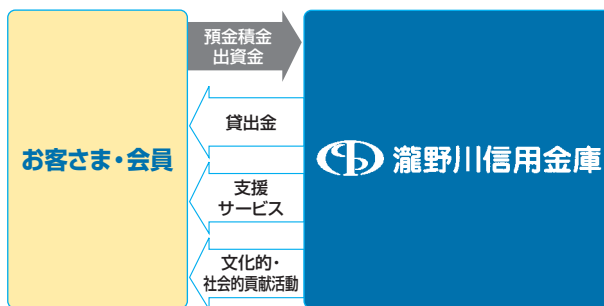 預金積金
出資金
貸出金
お客さま・会員
瀧野川信用金庫
支援
サービス
文化的・
社会的貢献活動